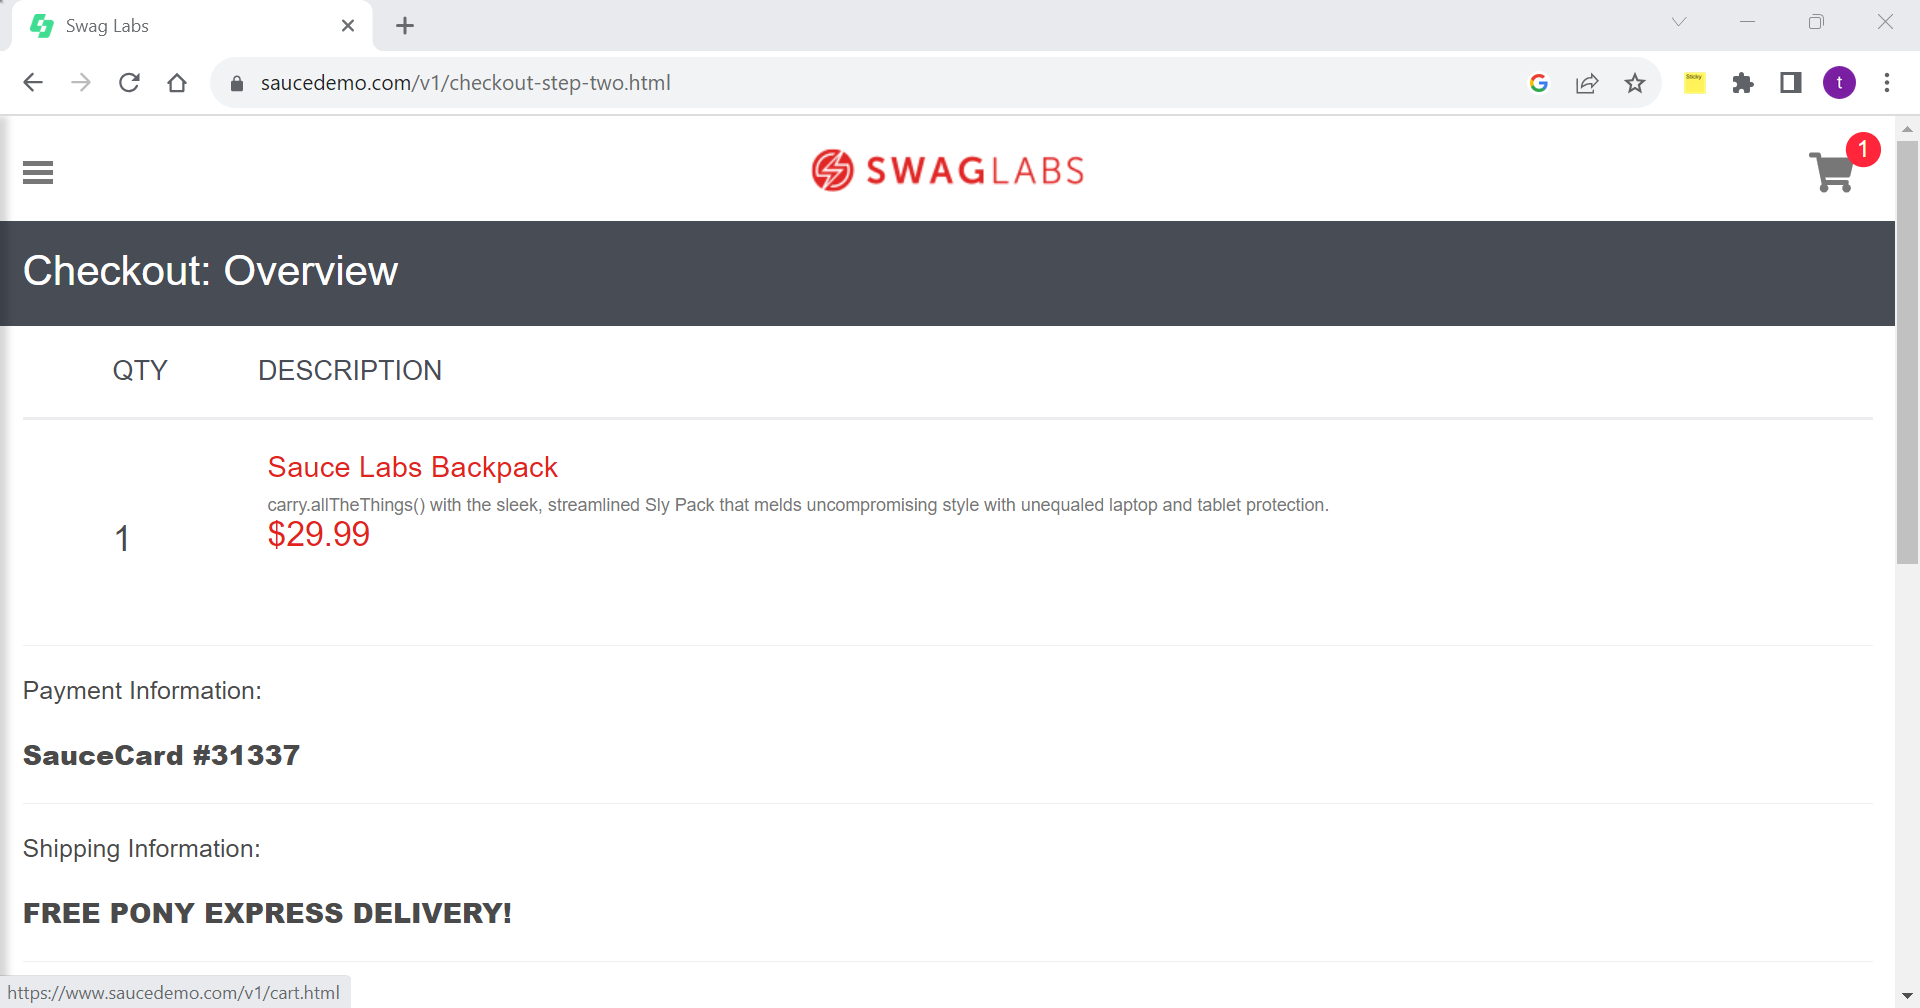 Swag Labs
saucedemo.com/v1/checkout-step-two.html
Sticky
t
SWAGLABS
1
Checkout: Overview
QTY DESCRIPTION
Sauce Labs Backpack
carry.allTheThings() with the sleek, streamlined Sly Pack that melds uncompromising style with unequaled laptop and tablet protection.
1
$29.99
Payment Information:
SauceCard #31337
Shipping Information:
FREE PONY EXPRESS DELIVERY!
https://www.saucedemo.com/v1/cart.html